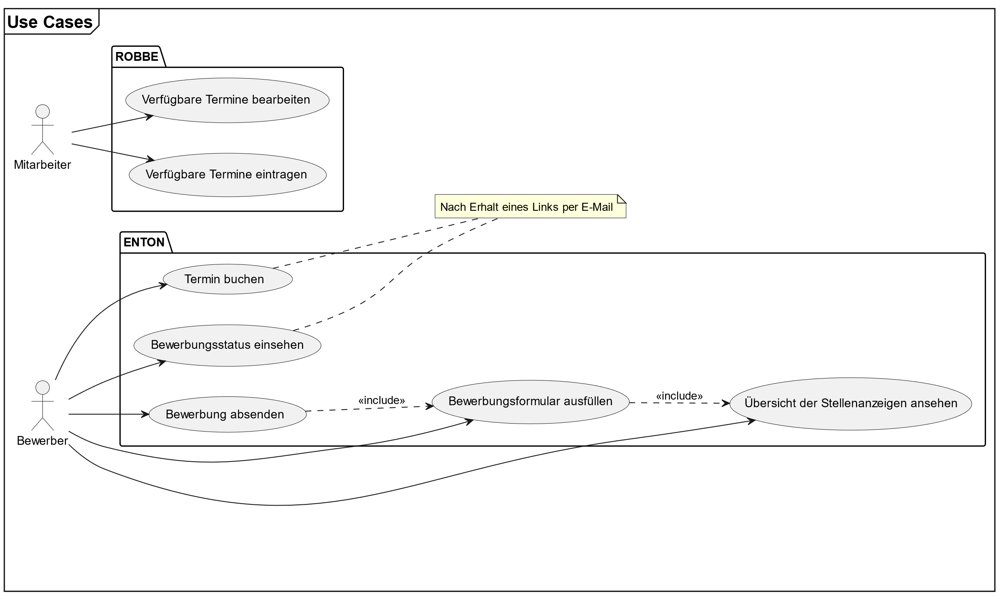 Use Cases
ROBBE
Verfügbare Termine bearbeiten
Mitarbeiter
Verfügbare Termine eintragen
Nach Erhalt eines Links per E-Mail
ENTON
Termin buchen
Bewerbungsstatus einsehen
Bewerber
Bewerbung absenden
«include»
Bewerbungsformular ausfüllen
«include»
Übersicht der Stellenanzeigen ansehen